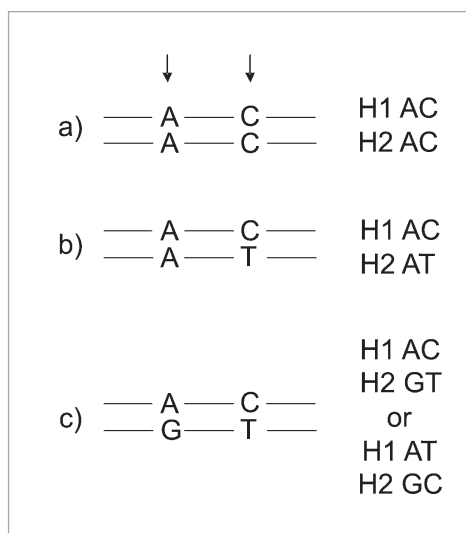 a)
A C
A C
H1 AC
H2 AC
b)
A C
A T
H1 AC
H2 AT
c)
A C
G T
H1 AC
H2 GT
or
H1 AT
H2 GC